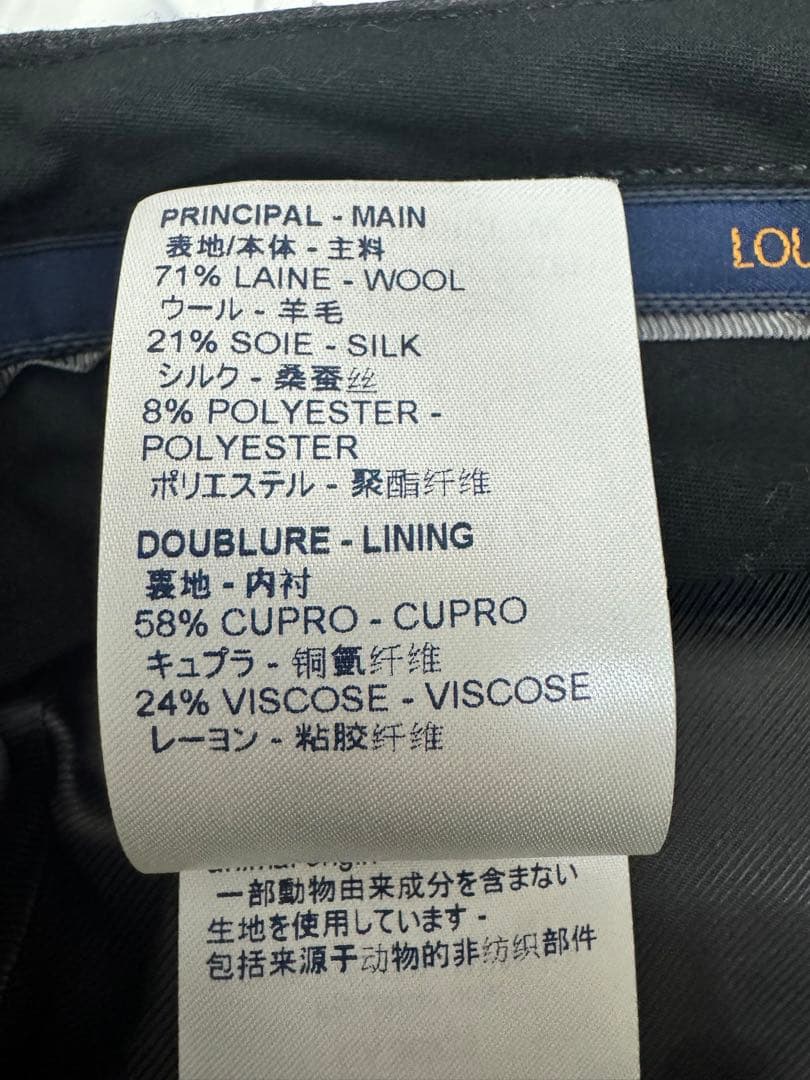 PRINCIPAL - MAIN
表地/本体 - 主料
71% LAINE - WOOL
ウール - 羊毛
21% SOIE - SILK
シルク - 桑蚕丝
8% POLYESTER -
POLYESTER
ポリエステル - 聚酯纤维
DOUBLURE - LINING
裏地 - 内衬
58% CUPRO - CUPRO
キュプラ - 铜氨纤维
24% VISCOSE - VISCOSE
レーヨン - 粘胶纤维
LOU
animal origin
一部動物由来成分を含まない
生地を使用しています -
包括来源于动物的非纺织部件